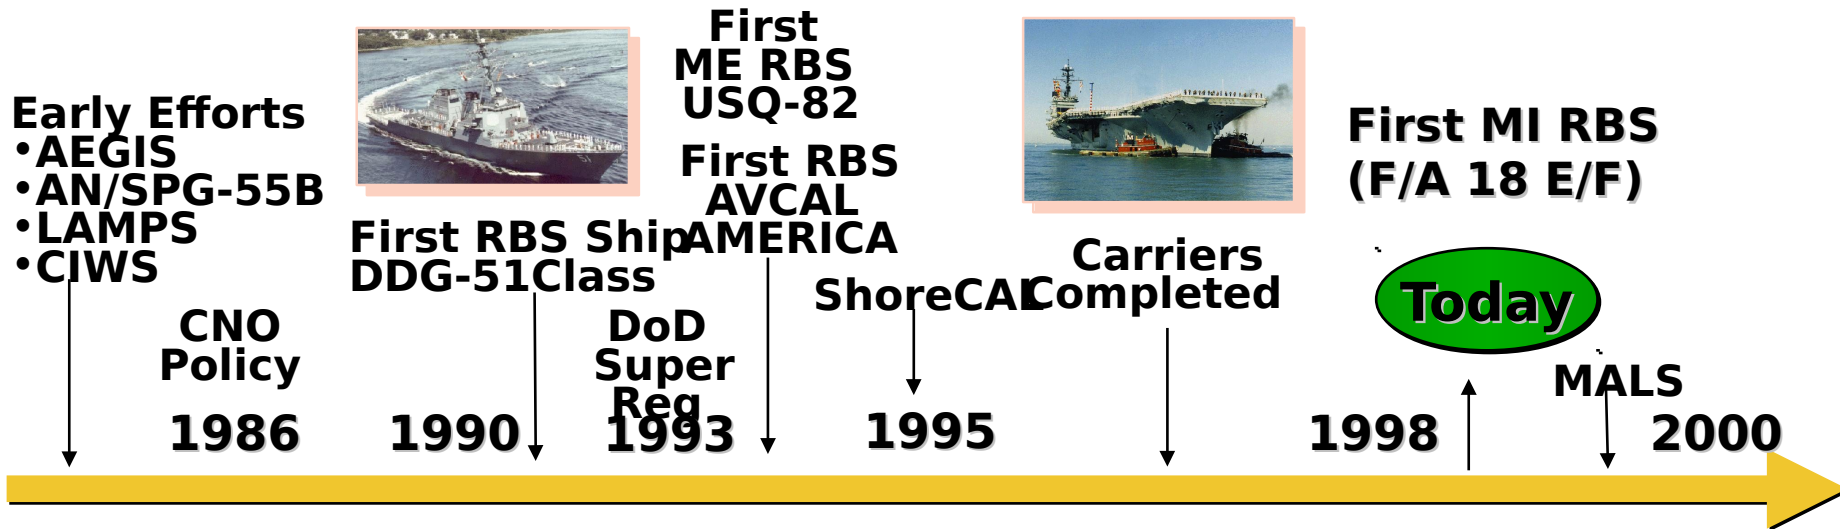 Early Efforts
•AEGIS
•AN/SPG-55B
•LAMPS
•CIWS
CNO
Policy
1986
First RBS Ship
DDG-51Class
1990
DoD
Super
Reg
1993
First
ME RBS
USQ-82
First RBS
AVCAL
AMERICA
ShoreCAL
1995
Carriers
Completed
First MI RBS
(F/A 18 E/F)
Today
1998
MALS
2000
51